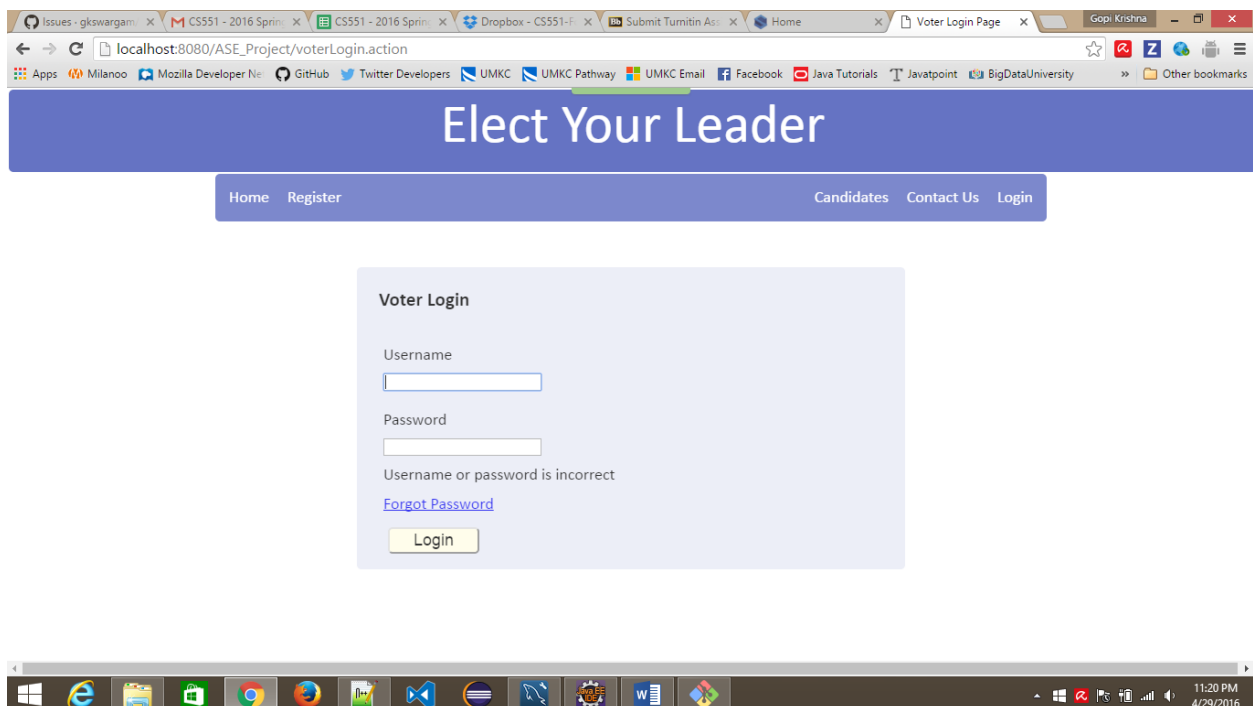 Issues · gkswargam
CS551 - 2016 Spring
CS551 - 2016 Spring
Dropbox - CS551-F
Submit Turnitin Ass
Home
Voter Login Page
Gopi Krishna
localhost:8080/ASE_Project/voterLogin.action
Apps Milanoo Mozilla Developer Ne GitHub Twitter Developers UMKC UMKC Pathway UMKC Email Facebook Java Tutorials Javatpoint BigDataUniversity » Other bookmarks
Elect Your Leader
Home Register Candidates Contact Us Login
Voter Login
Username
Password
Username or password is incorrect
Forgot Password
Login
11:20 PM
4/29/2016